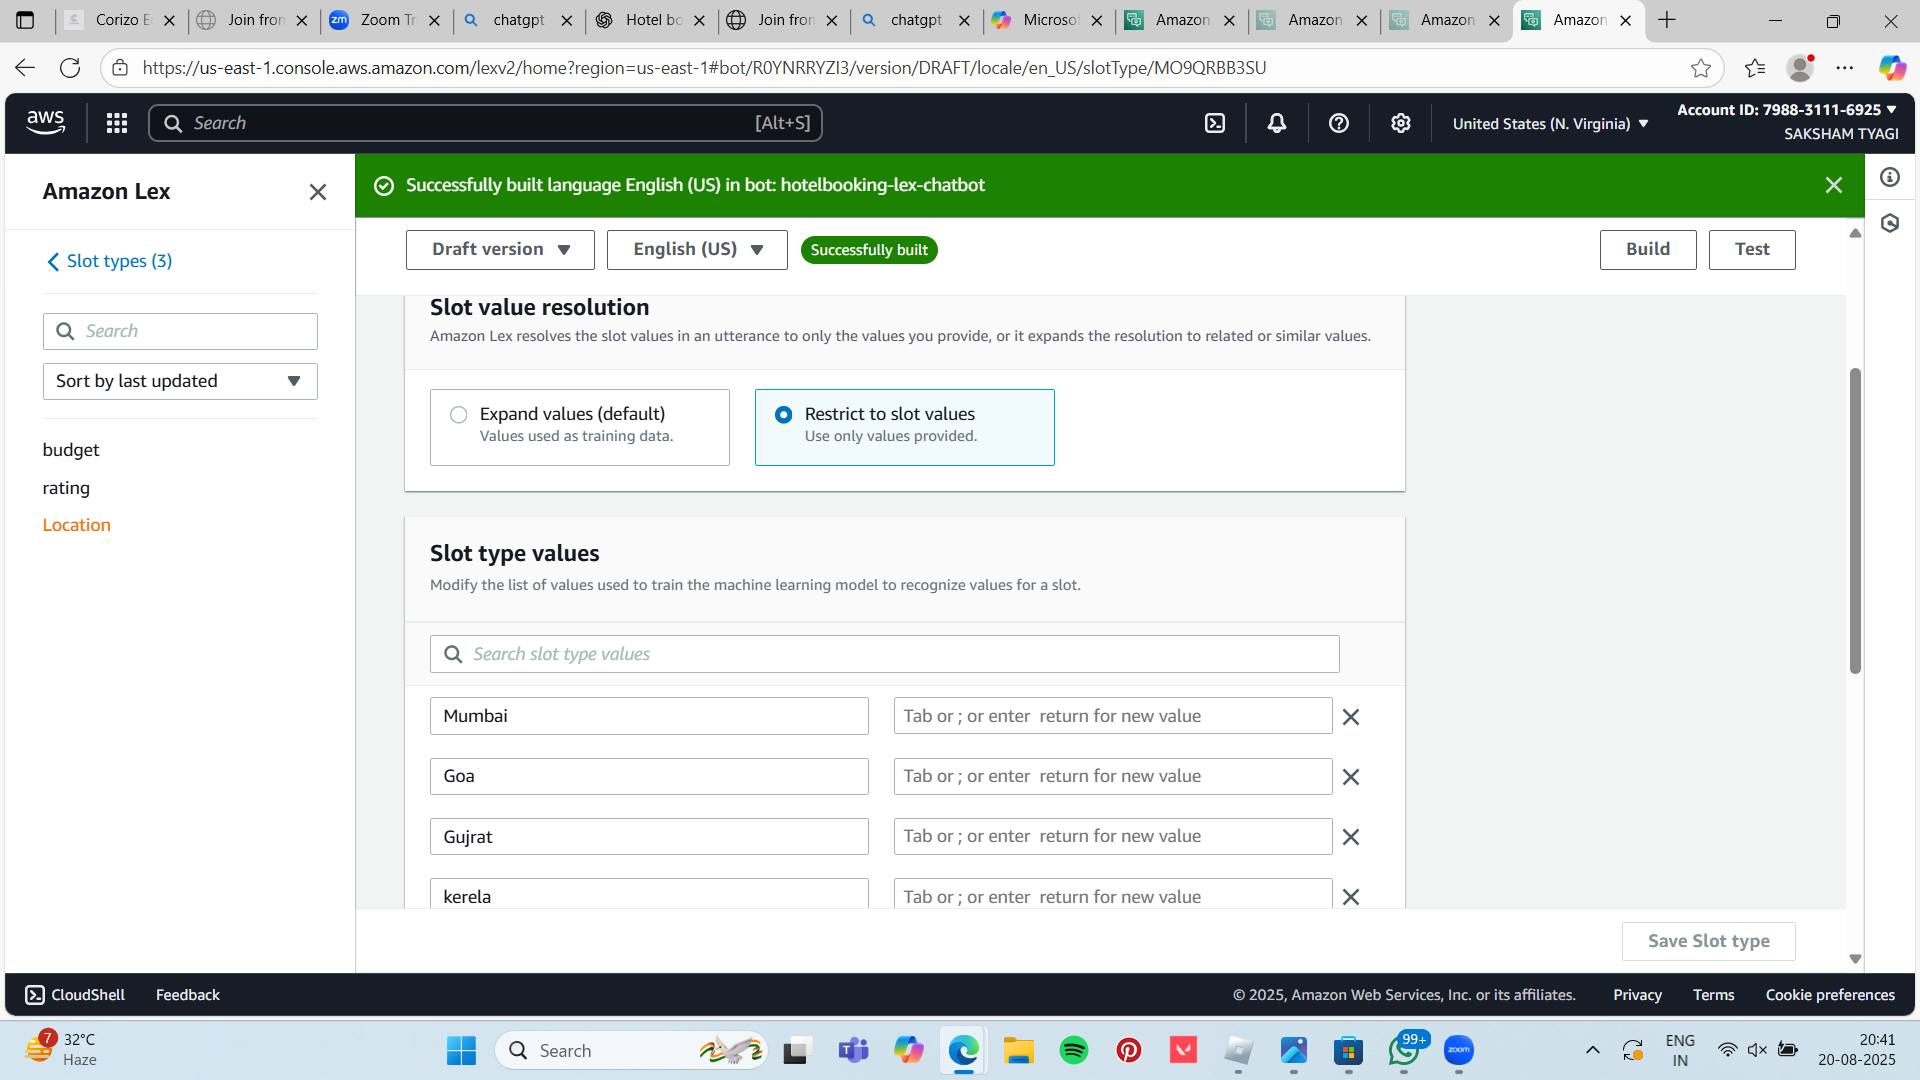 Corizo E
Join fron
Zoom Tr
chatgpt
Hotel bo
Join fron
chatgpt
Microsof
Amazon
Amazon
Amazon
Amazon
https://us-east-1.console.aws.amazon.com/lexv2/home?region=us-east-1#bot/R0YNRRYZI3/version/DRAFT/locale/en_US/slotType/MO9QRBB3SU
aws
Search
[Alt+S]
United States (N. Virginia)
Account ID: 7988-3111-6925
SAKSHAM TYAGI
Amazon Lex
Successfully built language English (US) in bot: hotelbooking-lex-chatbot
Slot types (3)
Draft version
English (US)
Successfully built
Build
Test
Search
Sort by last updated
budget
rating
Location
Slot value resolution
Amazon Lex resolves the slot values in an utterance to only the values you provide, or it expands the resolution to related or similar values.
Expand values (default)
Values used as training data.
Restrict to slot values
Use only values provided.
Slot type values
Modify the list of values used to train the machine learning model to recognize values for a slot.
Search slot type values
Mumbai
Tab or ; or enter return for new value
Goa
Tab or ; or enter return for new value
Gujrat
Tab or ; or enter return for new value
kerela
Tab or ; or enter return for new value
Save Slot type
CloudShell
Feedback
© 2025, Amazon Web Services, Inc. or its affiliates.
Privacy
Terms
Cookie preferences
7
32°C
Haze
Search
99+
zoom
ENG
IN
20:41
20-08-2025